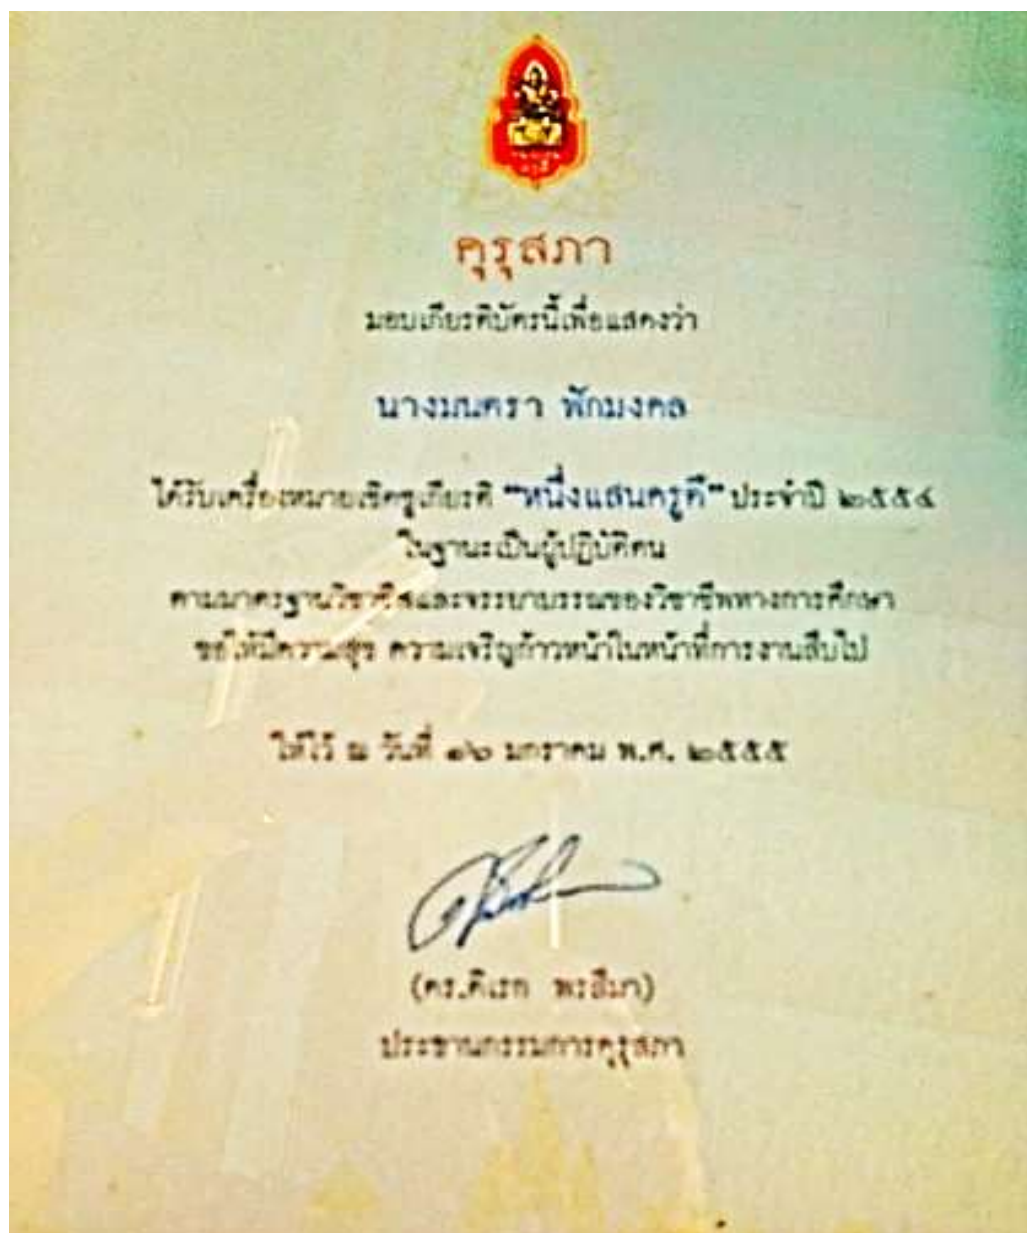 คุรุสภา
มอบเกียรติบัตรนี้เพื่อแสดงว่า
นางมนตรา ฟักมงคล
ได้รับเครื่องหมายเชิดชูเกียรติ "หนึ่งแสนครูดี" ประจำปี ๒๕๕๔
ในฐานะเป็นผู้ปฏิบัติตน
ตามมาตรฐานวิชาชีพและจรรยาบรรณของวิชาชีพทางการศึกษา
ขอให้มีความสุข ความเจริญก้าวหน้าในหน้าที่การงานสืบไป
ให้ไว้ ณ วันที่ ๑๖ มกราคม พ.ศ. ๒๕๕๕
(ดร.ดิเรก พรสีมา)
ประธานกรรมการคุรุสภา